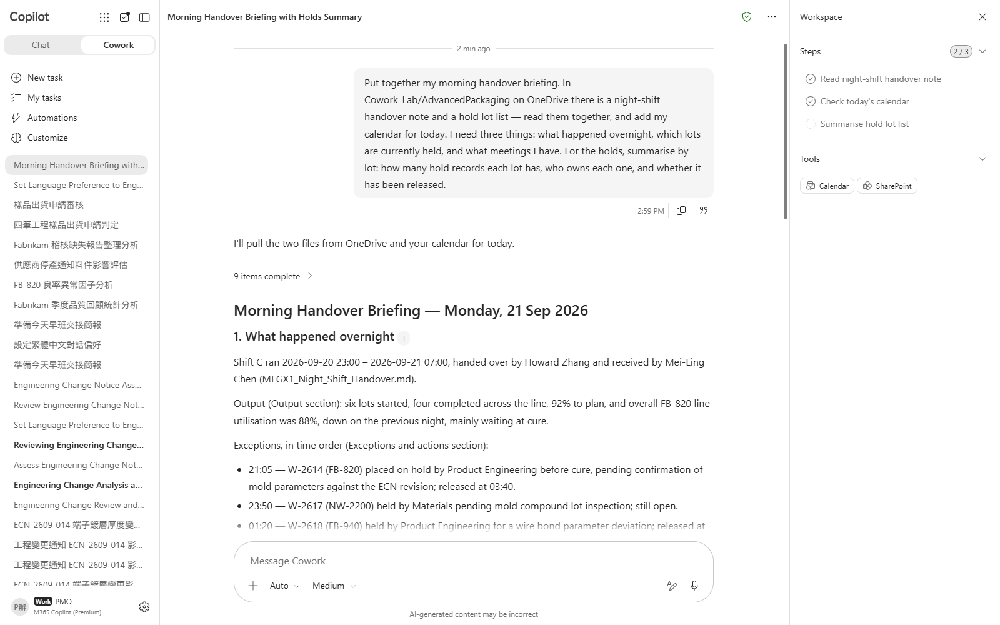 Copilot
Chat
Cowork
New task
My tasks
Automations
Customize
Morning Handover Briefing with...
Set Language Preference to Eng...
樣品出貨申請審核
四筆工程樣品出貨申請判定
Fabrikam 稽核缺失報告整理分析
供應商停產通知料件影響評估
FB-820 良率異常因子分析
Fabrikam 季度品質回顧統計分析
準備今天早班交接簡報
設定繁體中文對話偏好
準備今天早班交接簡報
Engineering Change Notice Ass...
Review Engineering Change Not...
Set Language Preference to Eng...
Reviewing Engineering Change...
Assess Engineering Change Not...
Engineering Change Analysis a...
Engineering Change Review and...
ECN-2609-014 端子鍍層厚度變...
工程變更通知 ECN-2609-014 影...
工程變更通知 ECN-2609-014 影...
ECN-2609-014 端子鍍層變更影...
P辦
Work PMO
M365 Copilot (Premium)
Morning Handover Briefing with Holds Summary
2 min ago
Put together my morning handover briefing. In
Cowork_Lab/AdvancedPackaging on OneDrive there is a night-shift
handover note and a hold lot list — read them together, and add my
calendar for today. I need three things: what happened overnight, which lots
are currently held, and what meetings I have. For the holds, summarise by
lot: how many hold records each lot has, who owns each one, and whether it
has been released.
2:59 PM
I'll pull the two files from OneDrive and your calendar for today.
9 items complete
Morning Handover Briefing — Monday, 21 Sep 2026
1. What happened overnight 1
Shift C ran 2026-09-20 23:00 – 2026-09-21 07:00, handed over by Howard Zhang and received by Mei-Ling
Chen (MFGX1_Night_Shift_Handover.md).
Output (Output section): six lots started, four completed across the line, 92% to plan, and overall FB-820 line
utilisation was 88%, down on the previous night, mainly waiting at cure.
Exceptions, in time order (Exceptions and actions section):
• 21:05 — W-2614 (FB-820) placed on hold by Product Engineering before cure, pending confirmation of
mold parameters against the ECN revision; released at 03:40.
• 23:50 — W-2617 (NW-2200) held by Materials pending mold compound lot inspection; still open.
• 01:20 — W-2618 (FB-940) held by Product Engineering for a wire bond parameter deviation; released at
Message Cowork
Auto
Medium
AI-generated content may be incorrect
Workspace
Steps
2 / 3
Read night-shift handover note
Check today's calendar
Summarise hold lot list
Tools
Calendar
SharePoint